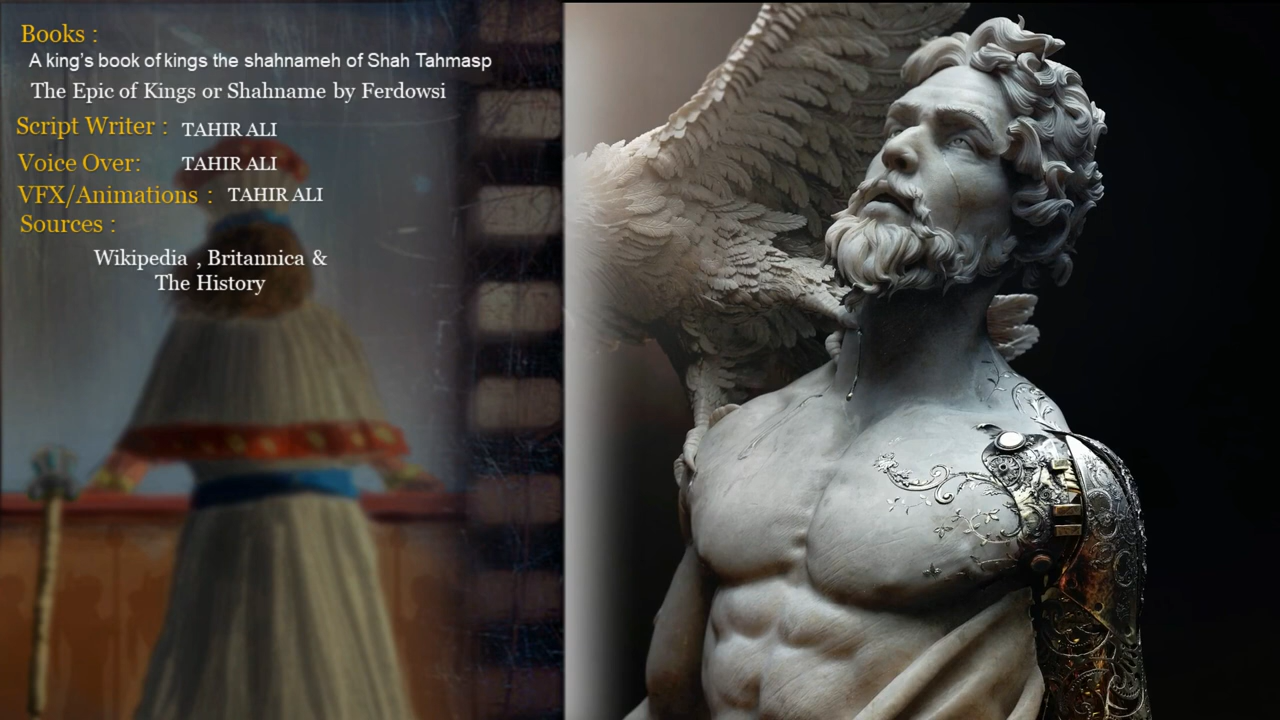 Books :
A king's book of kings the shahnameh of Shah Tahmasp
The Epic of Kings or Shahname by Ferdowsi
Script Writer : TAHIR ALI
Voice Over: TAHIR ALI
VFX/Animations : TAHIR ALI
Sources :
Wikipedia , Britannica &
The History